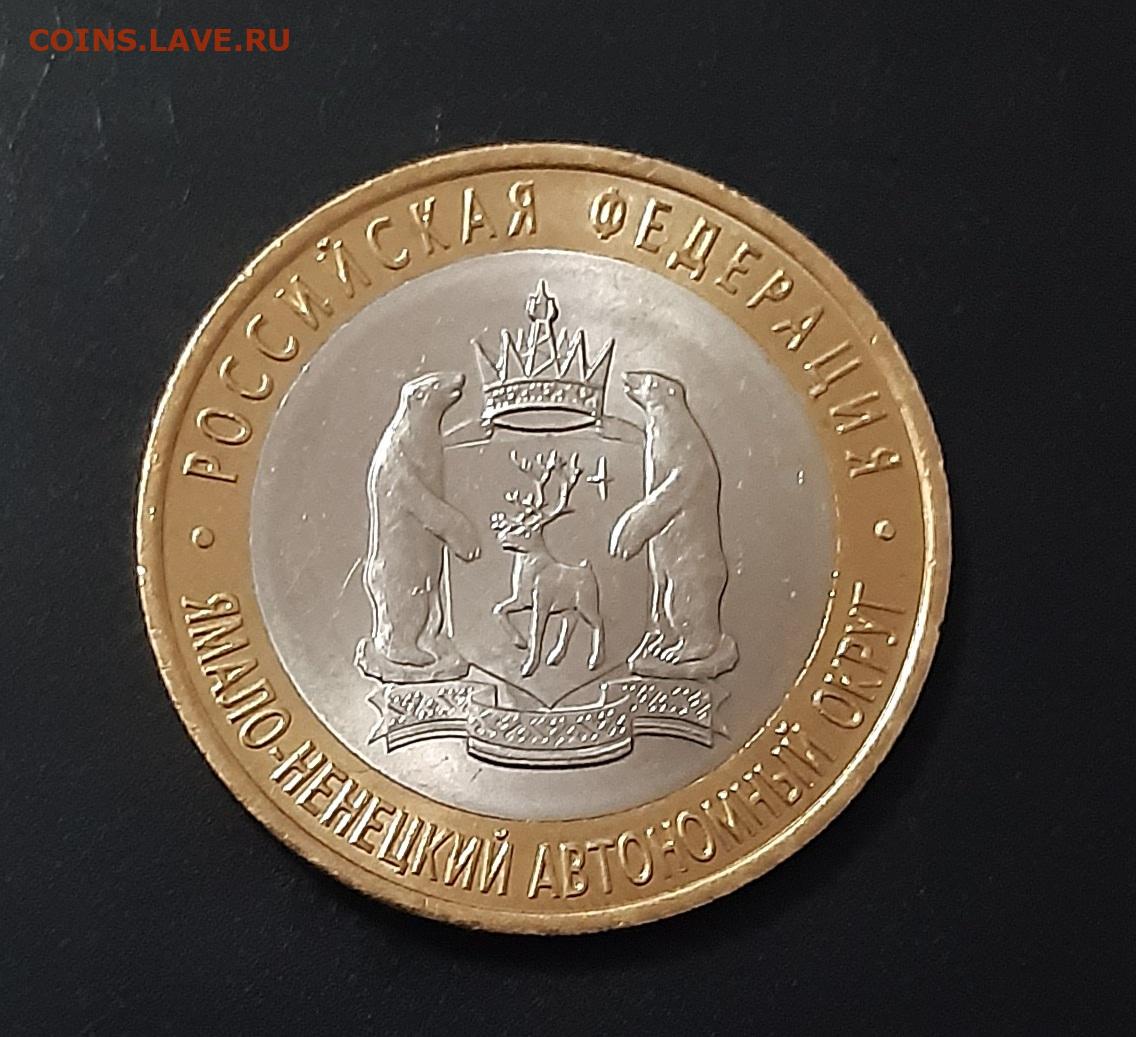 COINS.LAVE.RU
• РОССИЙСКАЯ ФЕДЕРАЦИЯ •
ЯМАЛО-НЕНЕЦКИЙ АВТОНОМНЫЙ ОКРУГ